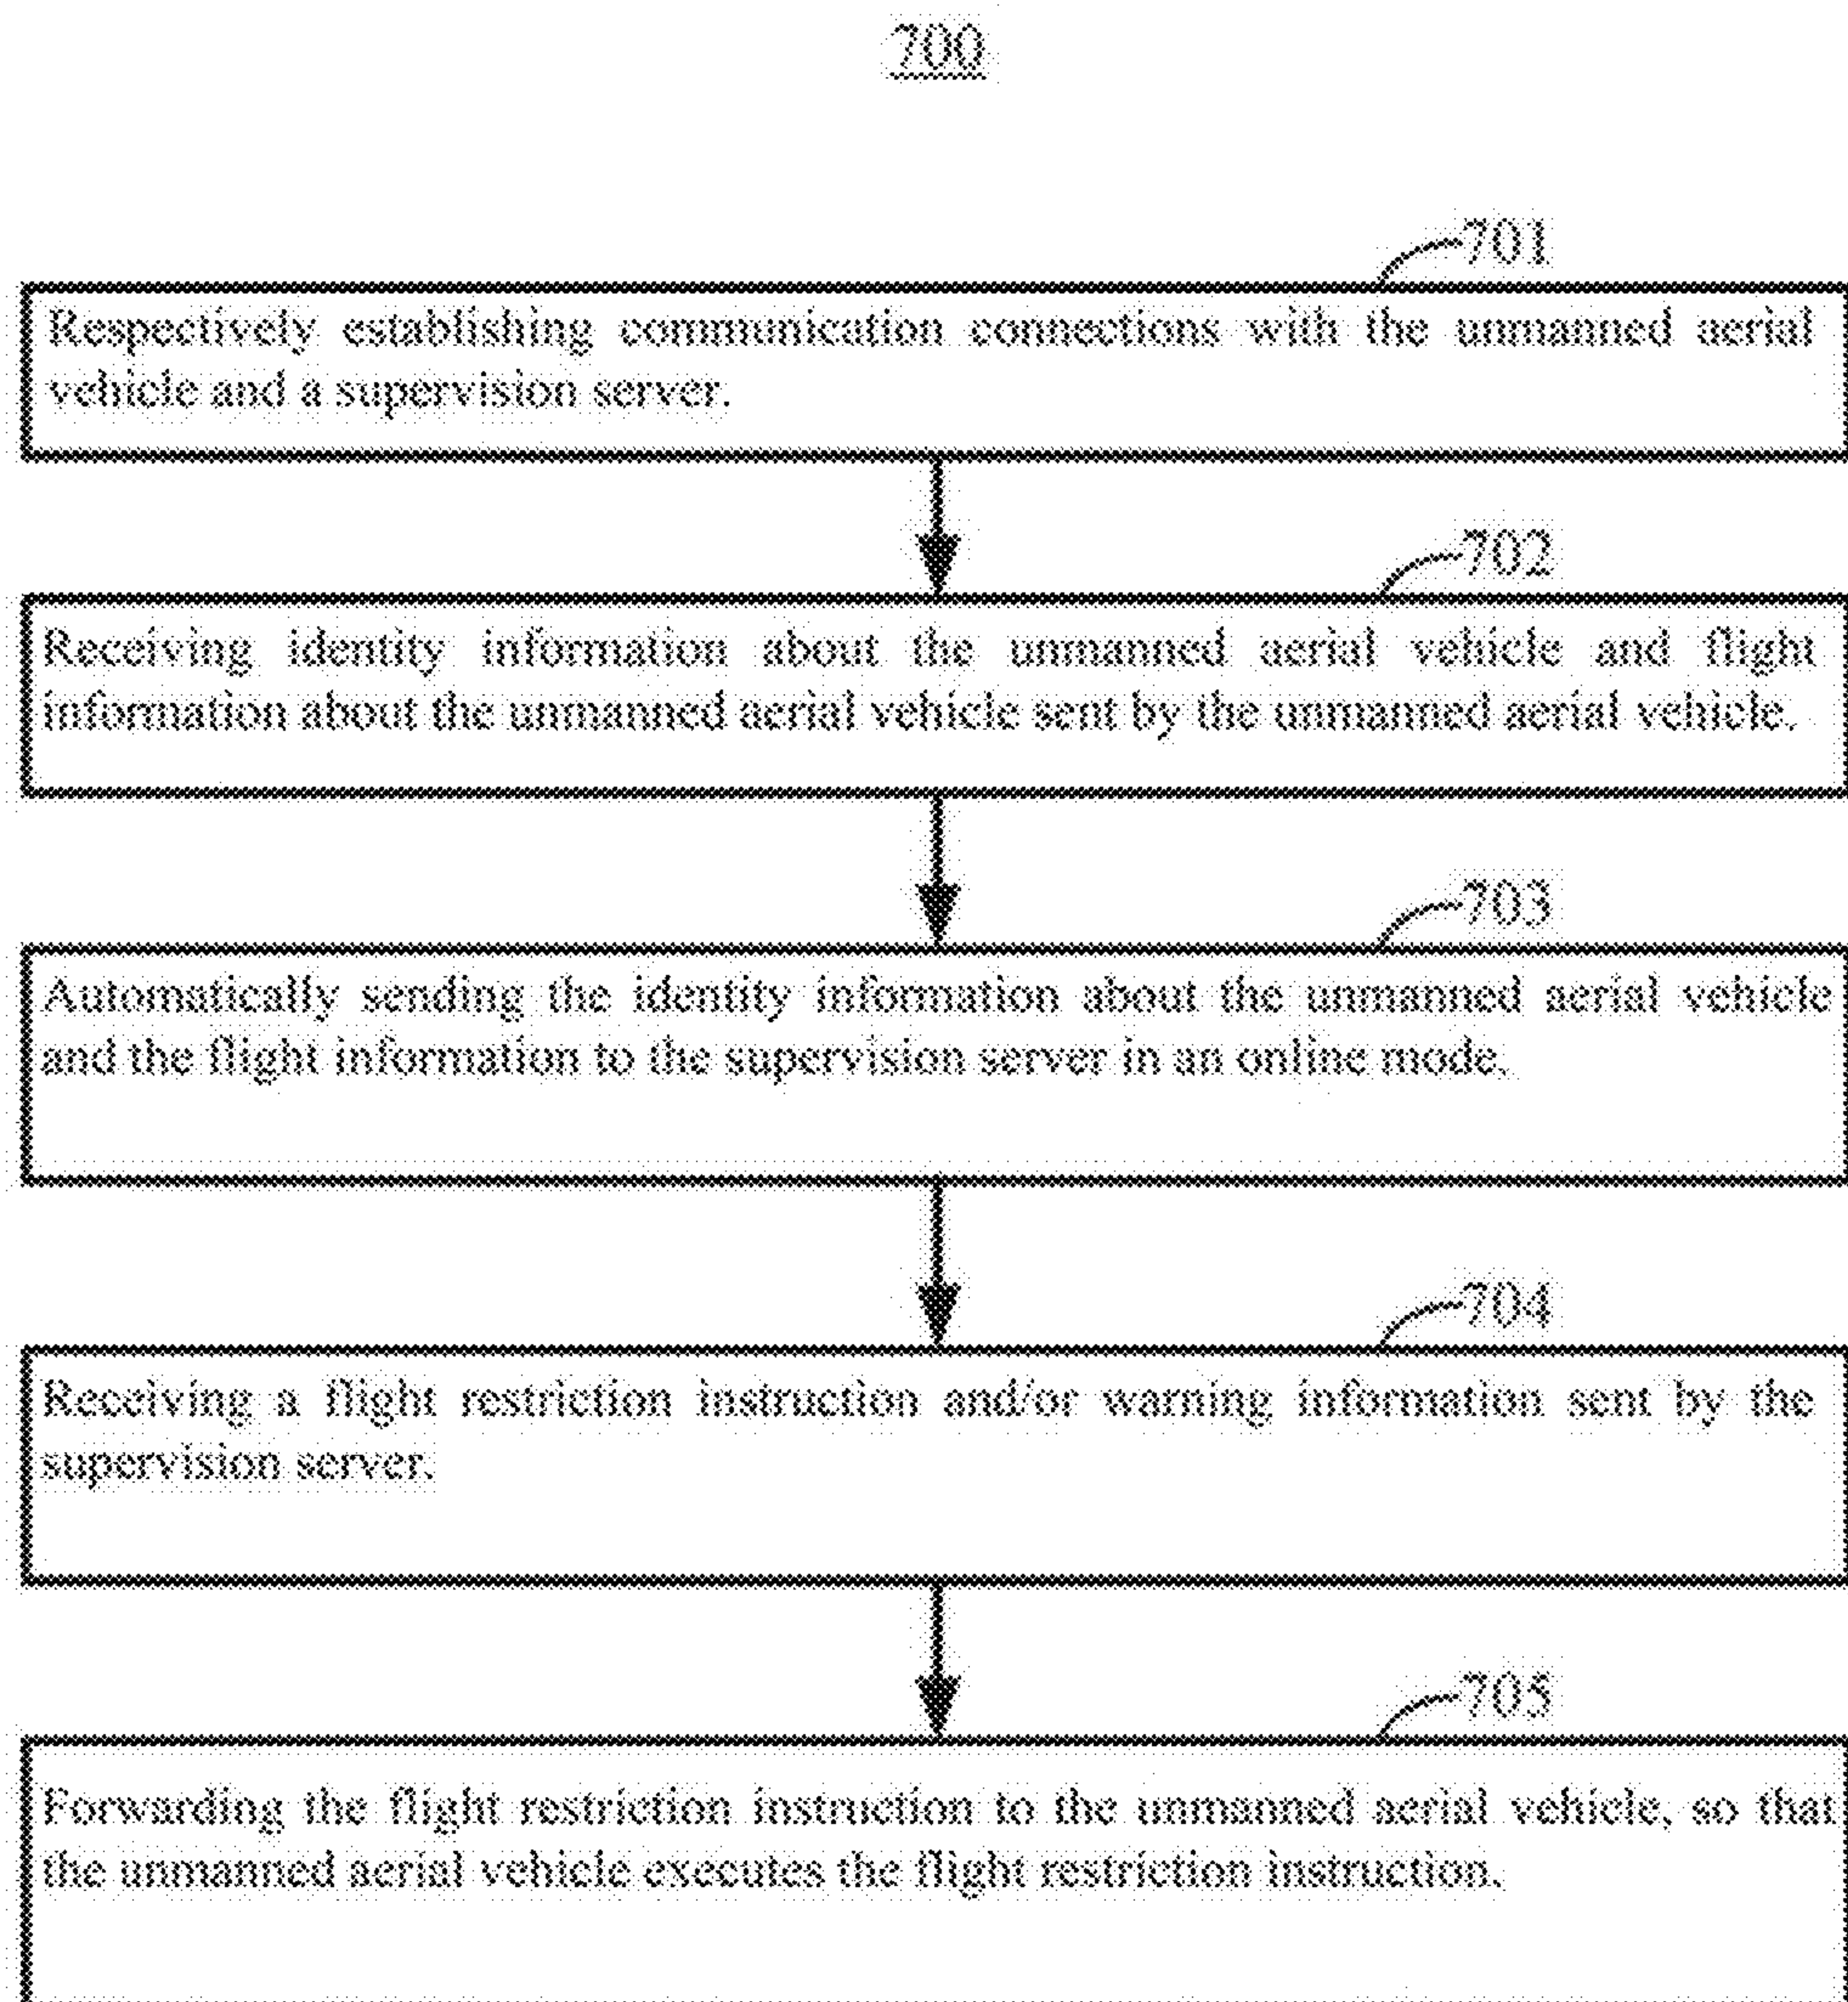 700
701
Respectively establishing communication connections with the unmanned aerial
vehicle and a supervision server.
702
Receiving identity information about the unmanned aerial vehicle and flight
information about the unmanned aerial vehicle sent by the unmanned aerial vehicle.
703
Automatically sending the identity information about the unmanned aerial vehicle
and the flight information to the supervision server in an online mode.
704
Receiving a flight restriction instruction and/or warning information sent by the
supervision server.
705
Forwarding the flight restriction instruction to the unmanned aerial vehicle, so that
the unmanned aerial vehicle executes the flight restriction instruction.